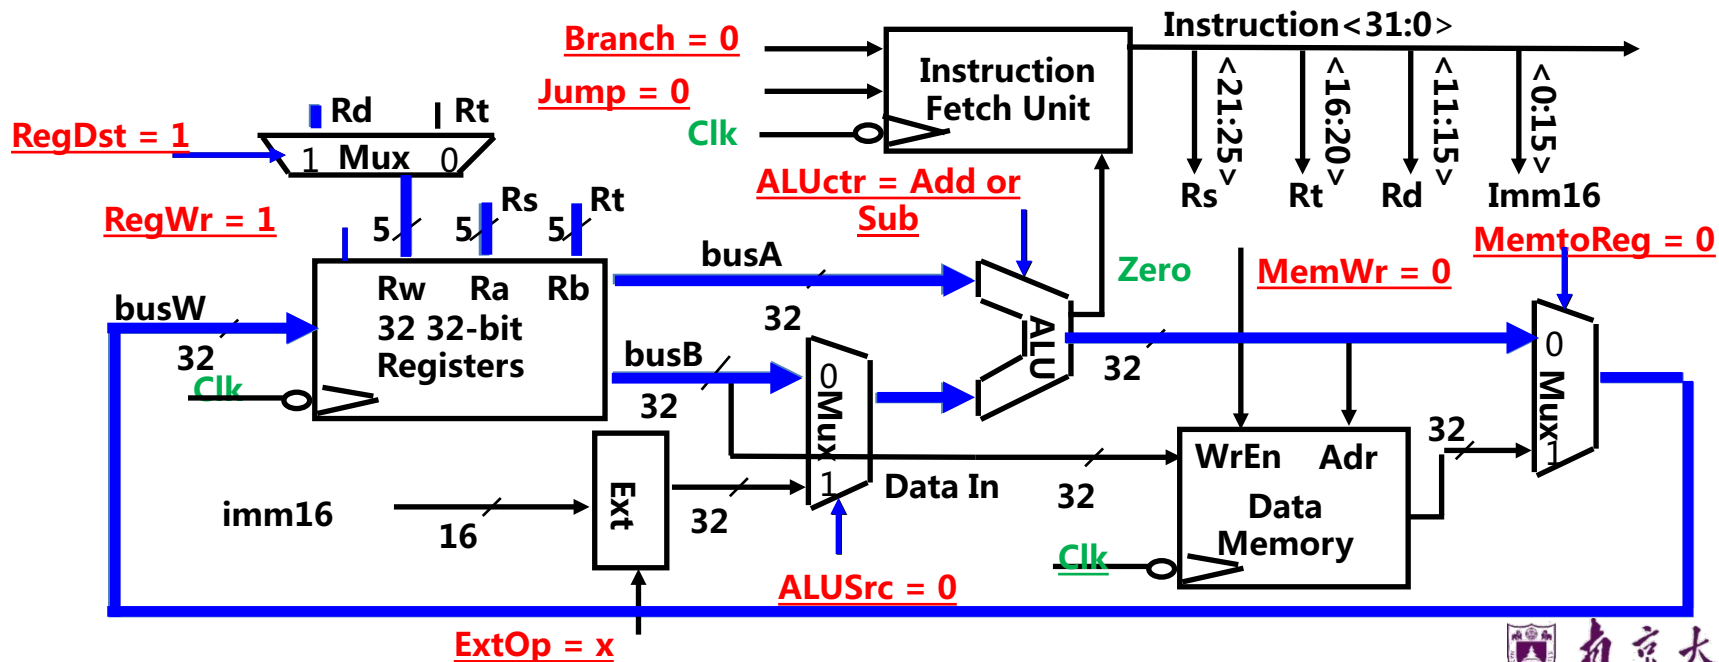 Instruction<31:0>
Branch = 0
Instruction
Fetch Unit
Jump = 0
Clk
<21:25>
<16:20>
<11:15>
<0:15>
Rs
Rt
Rd
Imm16
Rd
Rt
RegDst = 1
1
Mux
0
ALUctr = Add or
Sub
RegWr = 1
5
5
Rs
5
Rt
MemtoReg = 0
busA
Zero
MemWr = 0
Rw
Ra
Rb
32 32-bit
Registers
busW
32
Clk
32
busB
32
0
Mux
1
ALU
32
0
Mux
1
32
WrEn
Adr
Data
Memory
Data In
32
Ext
imm16
16
32
Clk
ALUSrc = 0
ExtOp = x
南京大